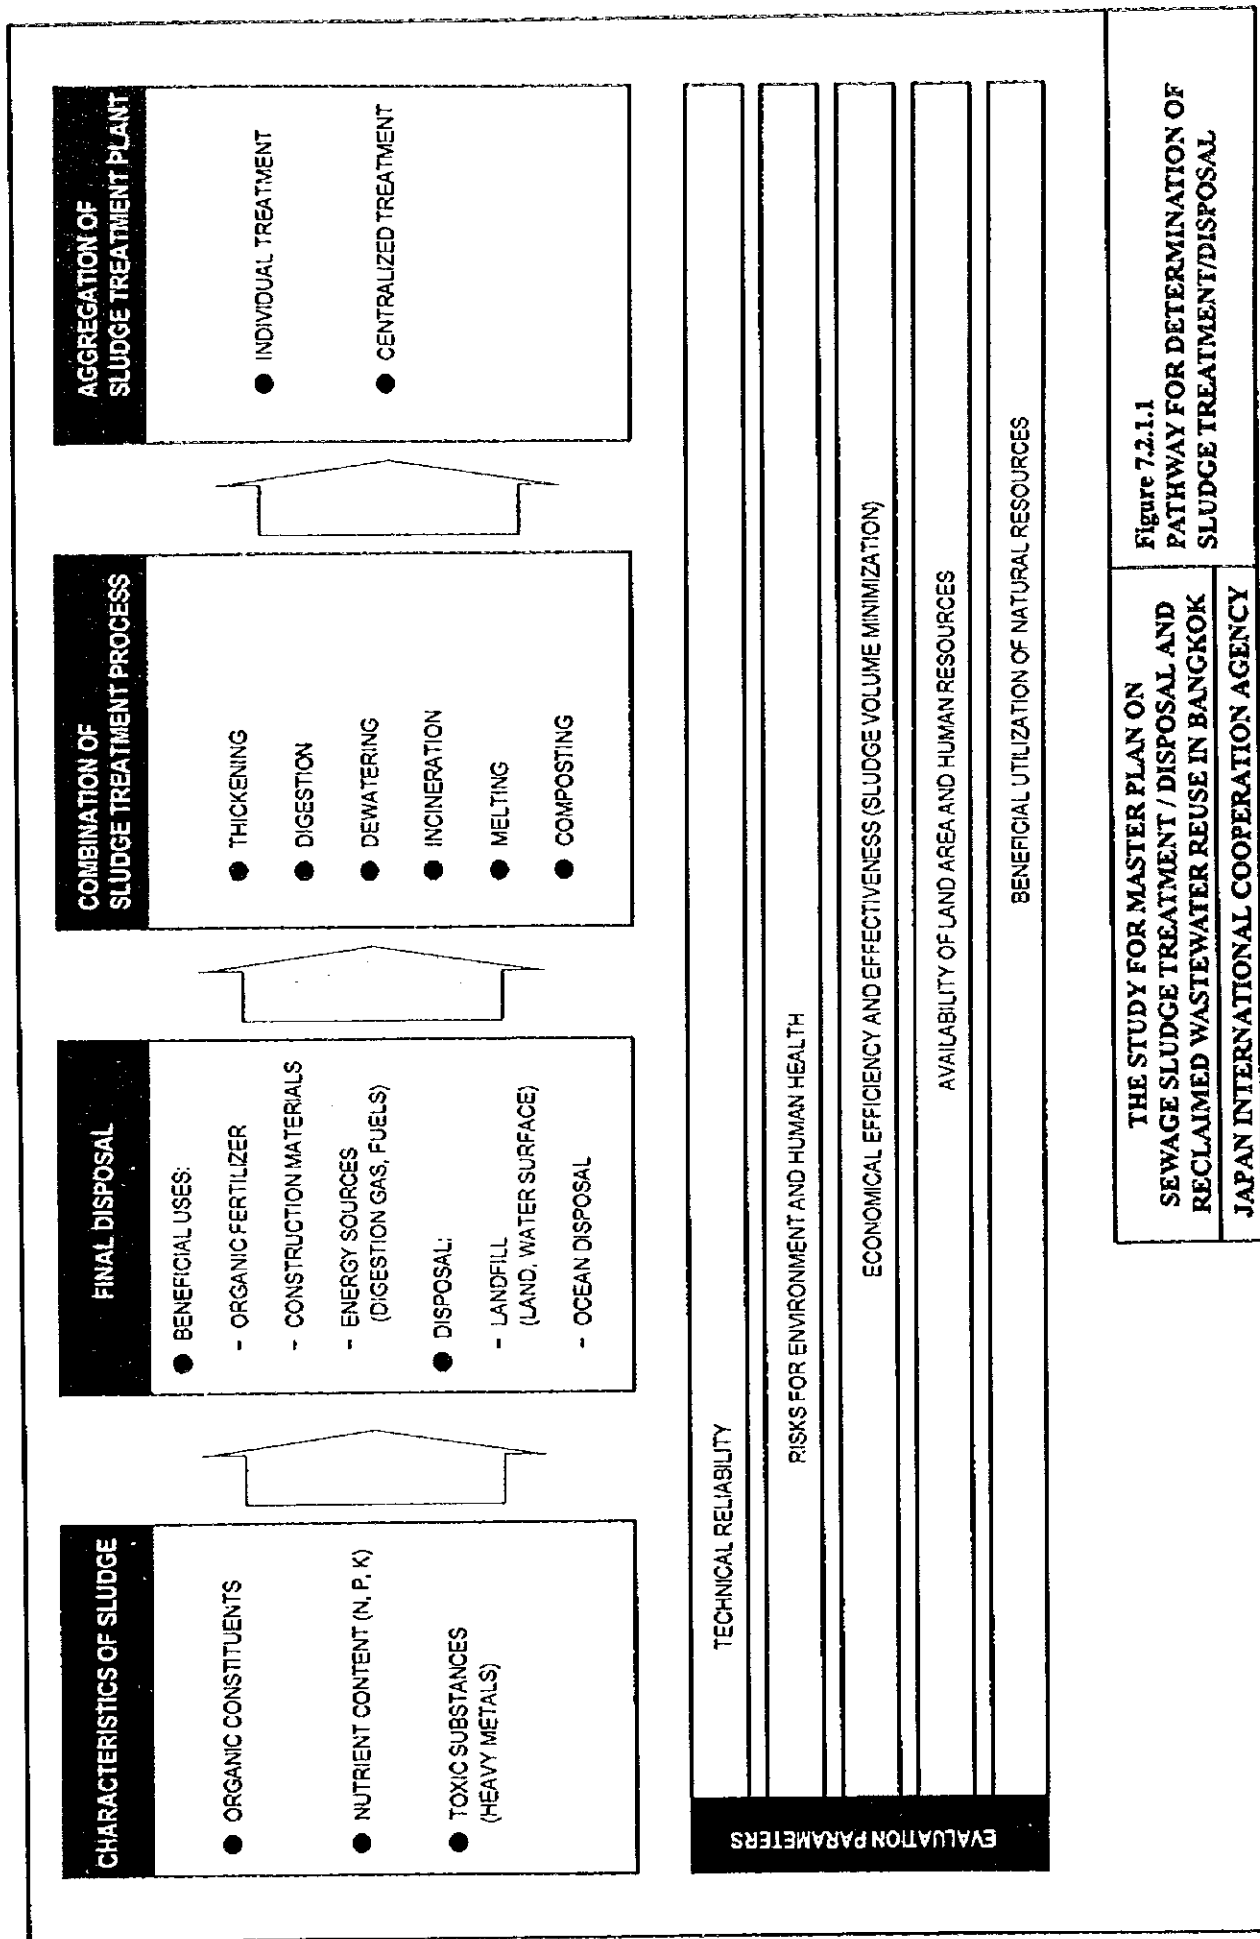 CHARACTERISTICS OF SLUDGE
● ORGANIC CONSTITUENTS
● NUTRIENT CONTENT (N, P, K)
● TOXIC SUBSTANCES
(HEAVY METALS)
FINAL DISPOSAL
● BENEFICIAL USES:
- ORGANIC FERTILIZER
- CONSTRUCTION MATERIALS
- ENERGY SOURCES
(DIGESTION GAS, FUELS)
● DISPOSAL:
- LANDFILL
(LAND, WATER SURFACE)
- OCEAN DISPOSAL
COMBINATION OF
SLUDGE TREATMENT PROCESS
● THICKENING
● DIGESTION
● DEWATERING
● INCINERATION
● MELTING
● COMPOSTING
AGGREGATION OF
SLUDGE TREATMENT PLANT
● INDIVIDUAL TREATMENT
● CENTRALIZED TREATMENT
EVALUATION PARAMETERS
TECHNICAL RELIABILITY
RISKS FOR ENVIRONMENT AND HUMAN HEALTH
ECONOMICAL EFFICIENCY AND EFFECTIVENESS (SLUDGE VOLUME MINIMIZATION)
AVAILABILITY OF LAND AREA AND HUMAN RESOURCES
BENEFICIAL UTILIZATION OF NATURAL RESOURCES
THE STUDY FOR MASTER PLAN ON
SEWAGE SLUDGE TREATMENT / DISPOSAL AND
RECLAIMED WASTEWATER REUSE IN BANGKOK
JAPAN INTERNATIONAL COOPERATION AGENCY
Figure 7.2.1.1
PATHWAY FOR DETERMINATION OF
SLUDGE TREATMENT/DISPOSAL